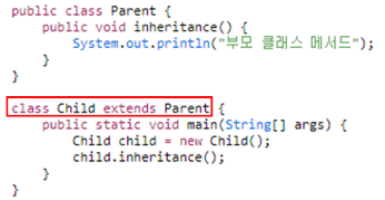 public class Parent {
public void inheritance() {
System.out.println("부모 클래스 메서드");
}
}
class Child extends Parent {
public static void main(String[] args) {
Child child = new Child();
child.inheritance();
}
}